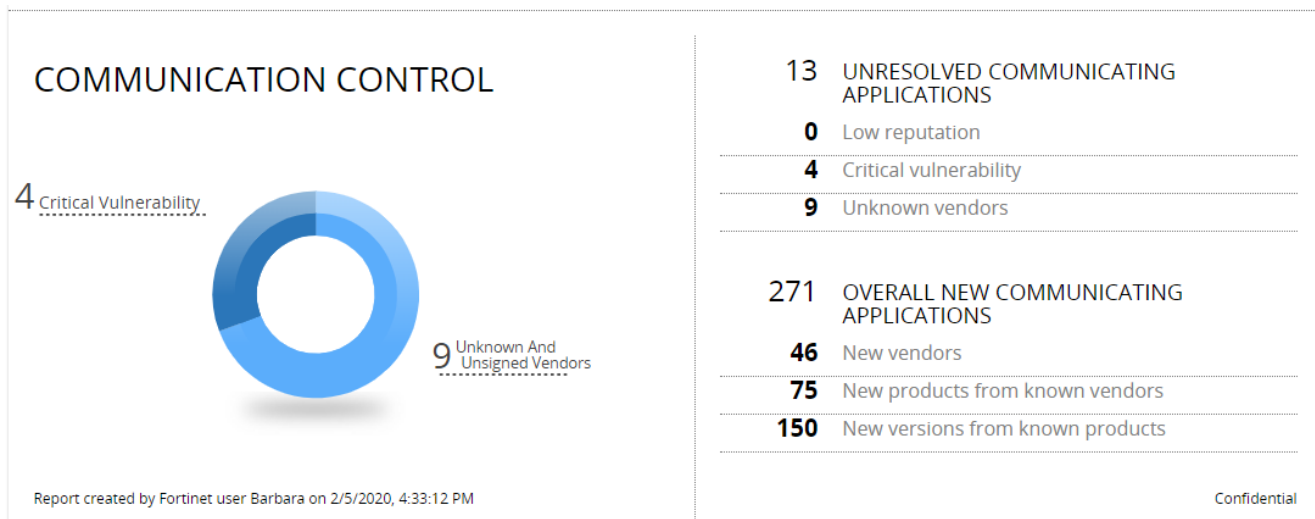 COMMUNICATION CONTROL
4 Critical Vulnerability
9 Unknown And
Unsigned Vendors
13 UNRESOLVED COMMUNICATING
APPLICATIONS
0 Low reputation
4 Critical vulnerability
9 Unknown vendors
271 OVERALL NEW COMMUNICATING
APPLICATIONS
46 New vendors
75 New products from known vendors
150 New versions from known products
Report created by Fortinet user Barbara on 2/5/2020, 4:33:12 PM
Confidential